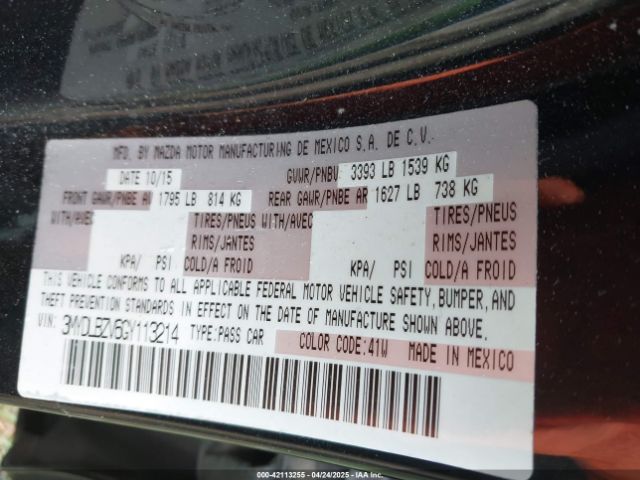 MFD. BY MAZDA MOTOR MANUFACTURING DE MEXICO S.A. DE C.V.
DATE 10/15 GVWR/PNBV 3393 LB 1539 KG
FRONT GAWR/PNBE AV 1795 LB 814 KG REAR GAWR/PNBE AR 1627 LB 738 KG
WITH/AVEC TIRES/PNEUS WITH/AVEC TIRES/PNEUS
RIMS/JANTES RIMS/JANTES
KPA/ PSI COLD/A FROID KPA/ PSI COLD/A FROID
THIS VEHICLE CONFORMS TO ALL APPLICABLE FEDERAL MOTOR VEHICLE SAFETY, BUMPER, AND
THEFT PREVENTION STANDARDS IN EFFECT ON THE DATE OF MANUFACTURE SHOWN ABOVE.
VIN: 3MYDLBZV6GY113214 TYPE:PASS CAR COLOR CODE:41W MADE IN MEXICO
000-42113255 - 04/24/2025 - IAA Inc.